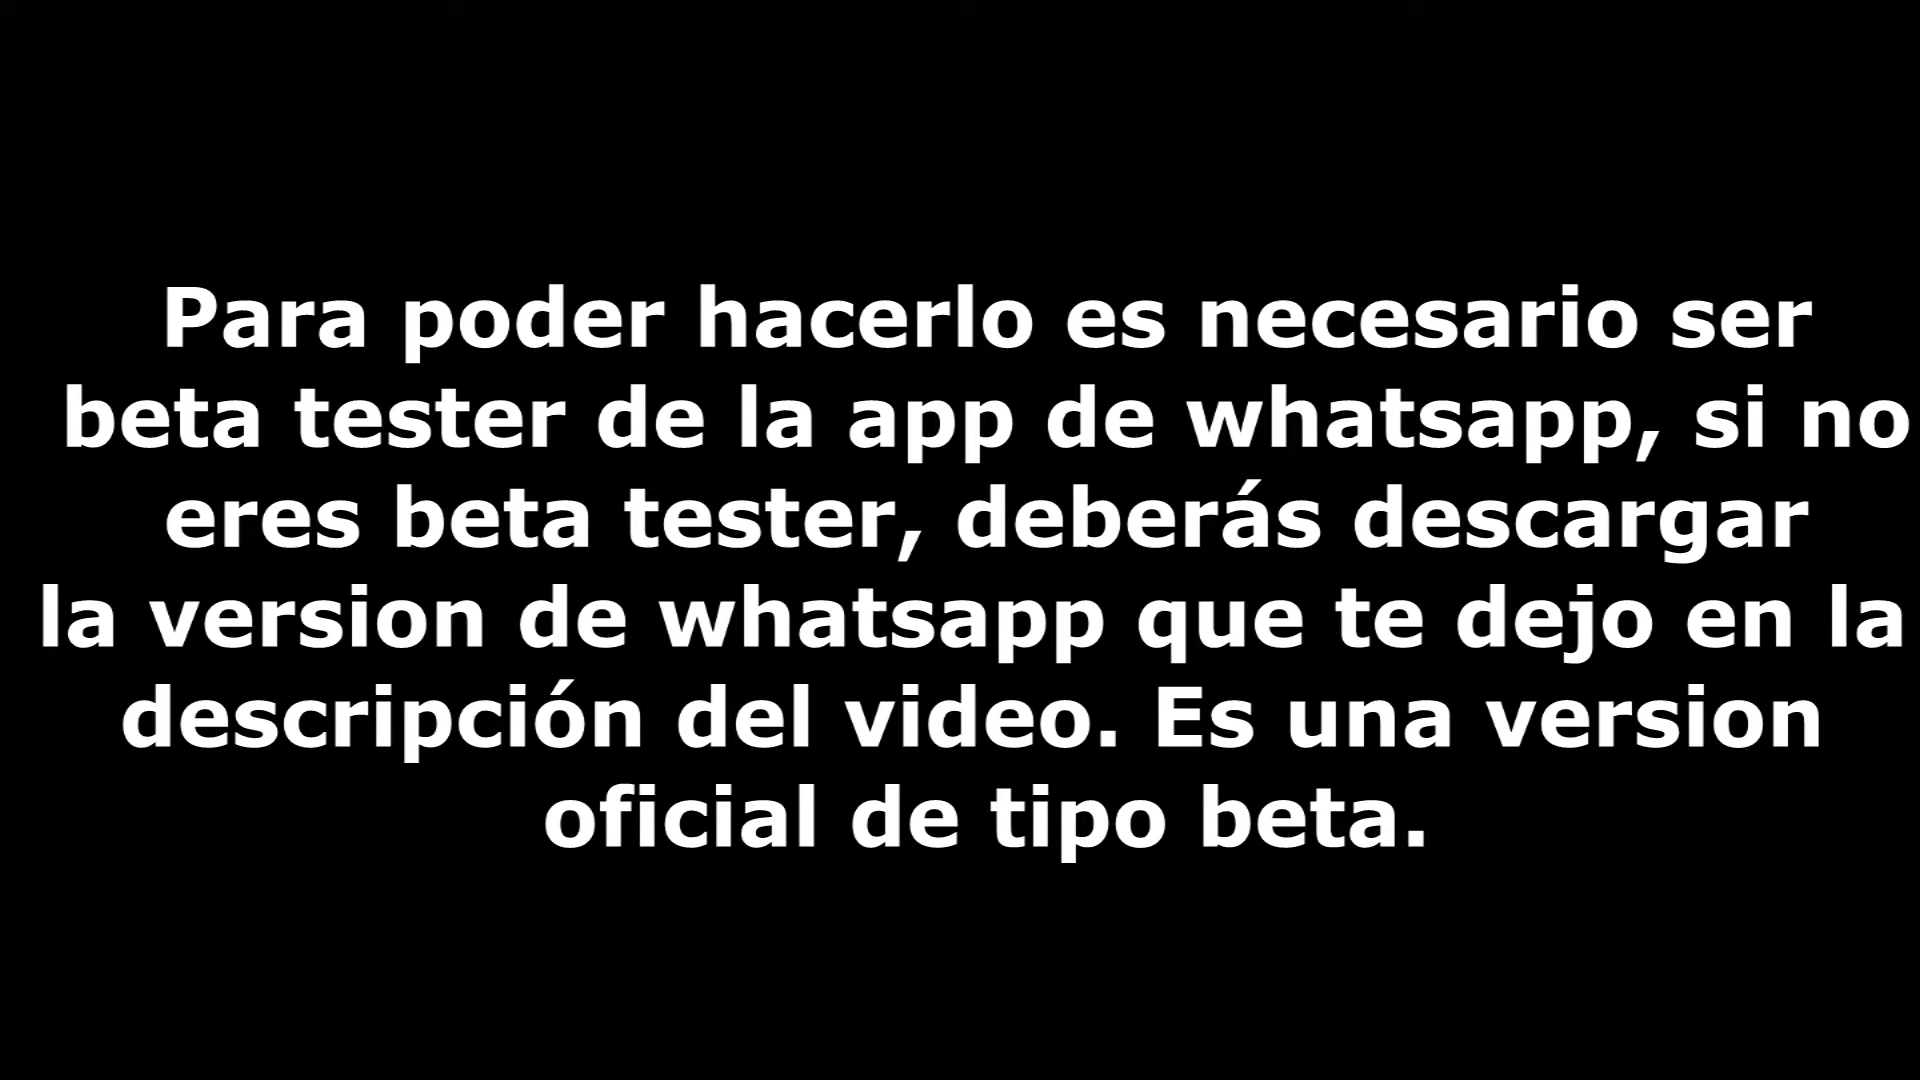 Para poder hacerlo es necesario ser
beta tester de la app de whatsapp, si no
eres beta tester, deberás descargar
la version de whatsapp que te dejo en la
descripción del video. Es una version
oficial de tipo beta.